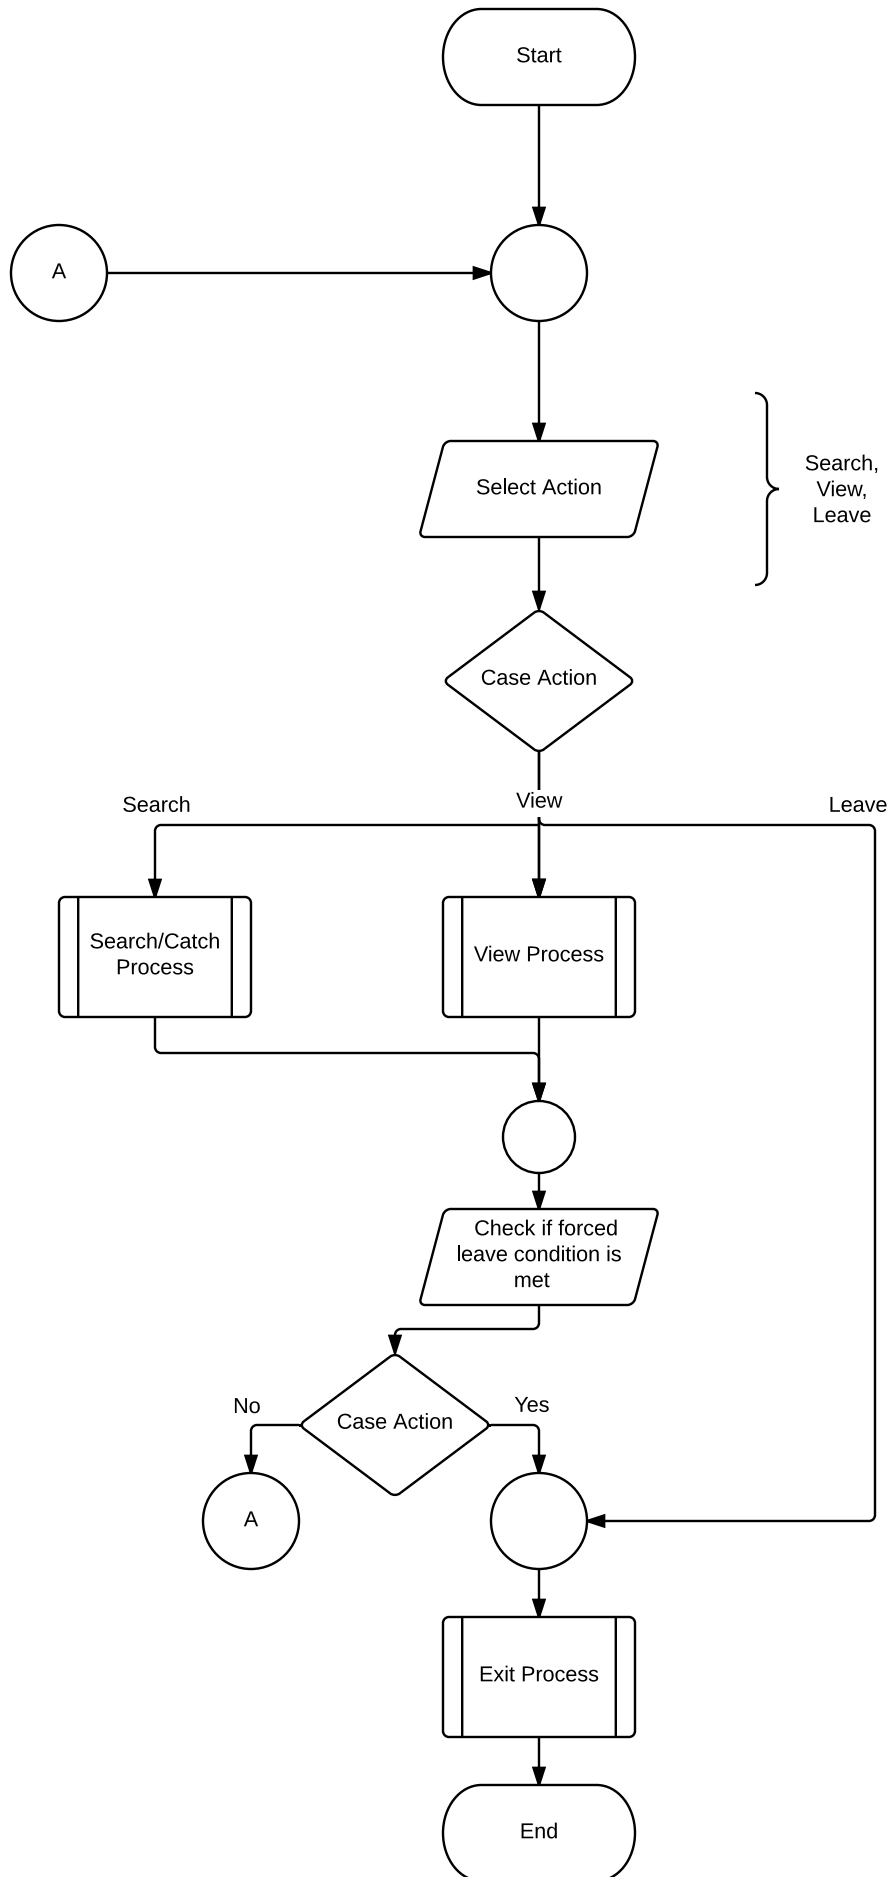 Start
A
Select Action
Search,
View,
Leave
Case Action
Search
View
Leave
Search/Catch
Process
View Process
Check if forced
leave condition is
met
No
Case Action
Yes
A
Exit Process
End